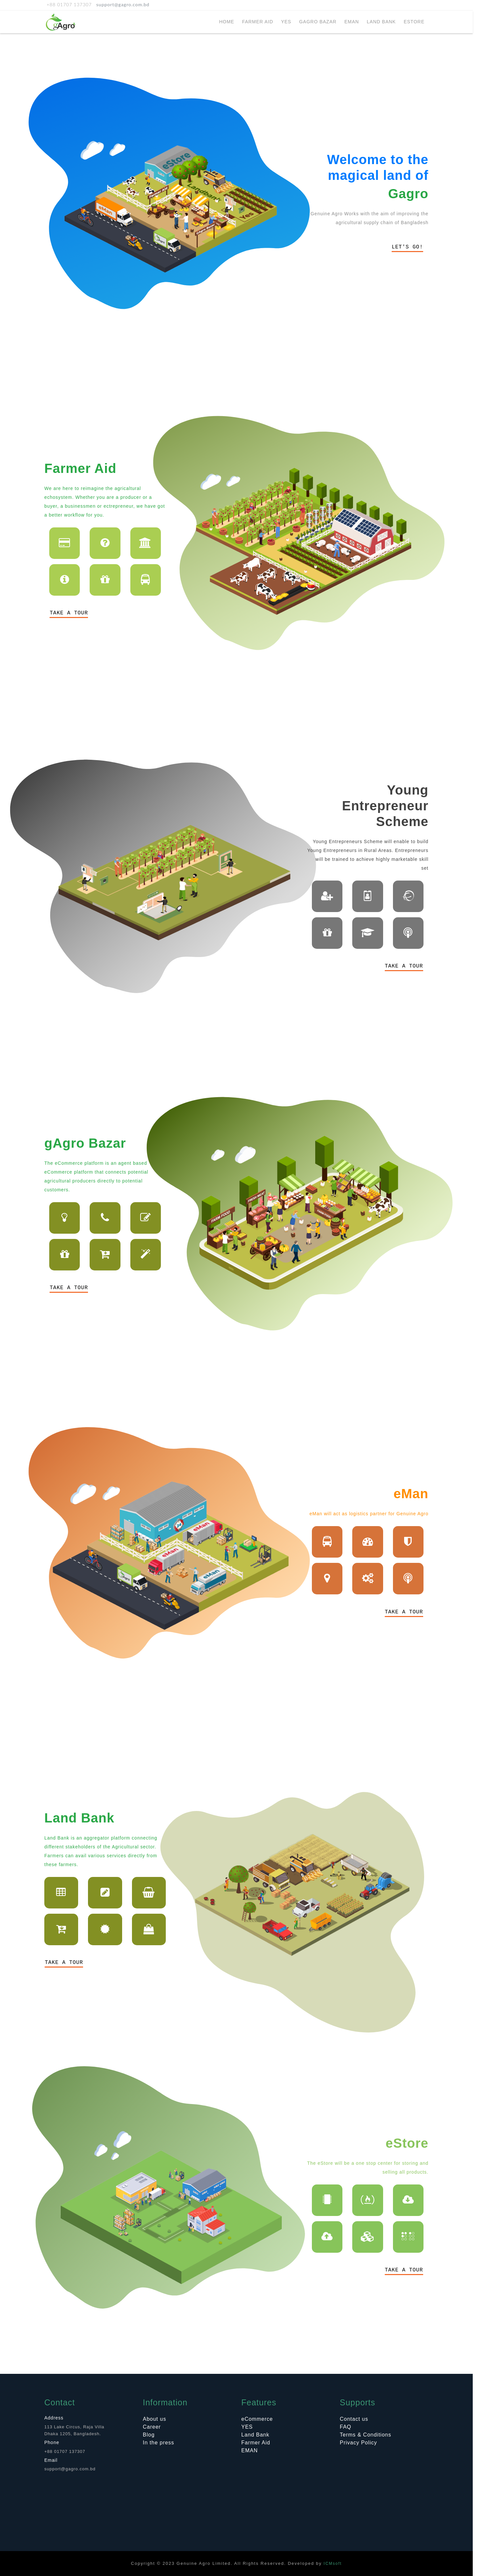 +88 01707 137307 support@gagro.com.bd
gAgro
HOME FARMER AID YES GAGRO BAZAR EMAN LAND BANK ESTORE
eStore
Welcome to the
magical land of
Gagro
Genuine Agro Works with the aim of improving the
agricultural supply chain of Bangladesh
LET'S GO!
Farmer Aid
We are here to reimagine the agricultural
echosystem. Whether you are a producer or a
buyer, a businessmen or entrepreneur, we have got
a better workflow for you.
TAKE A TOUR
Young
Entrepreneur
Scheme
Young Entrepreneurs Scheme will enable to build
Young Entrepreneurs in Rural Areas. Entrepreneurs
will be trained to achieve highly marketable skill
set
TAKE A TOUR
gAgro Bazar
The eCommerce platform is an agent based
eCommerce platform that connects potential
agricultural producers directly to potential
customers.
TAKE A TOUR
eMan
eMan will act as logistics partner for Genuine Agro
TAKE A TOUR
Land Bank
Land Bank is an aggregator platform connecting
different stakeholders of the Agricultural sector.
Farmers can avail various services directly from
these farmers.
TAKE A TOUR
eStore
The eStore will be a one stop center for storing and
selling all produces.
TAKE A TOUR
Contact
Address
113 Lake Circus, Raja Villa
Dhaka 1205, Bangladesh.
Phone
+88 01707 137307
Email
support@gagro.com.bd
Information
About us
Career
Blog
In the press
Features
eCommerce
YES
Land Bank
Farmer Aid
EMAN
Supports
Contact us
FAQ
Terms & Conditions
Privacy Policy
Copyright © 2023 Genuine Agro Limited. All Rights Reserved. Developed by